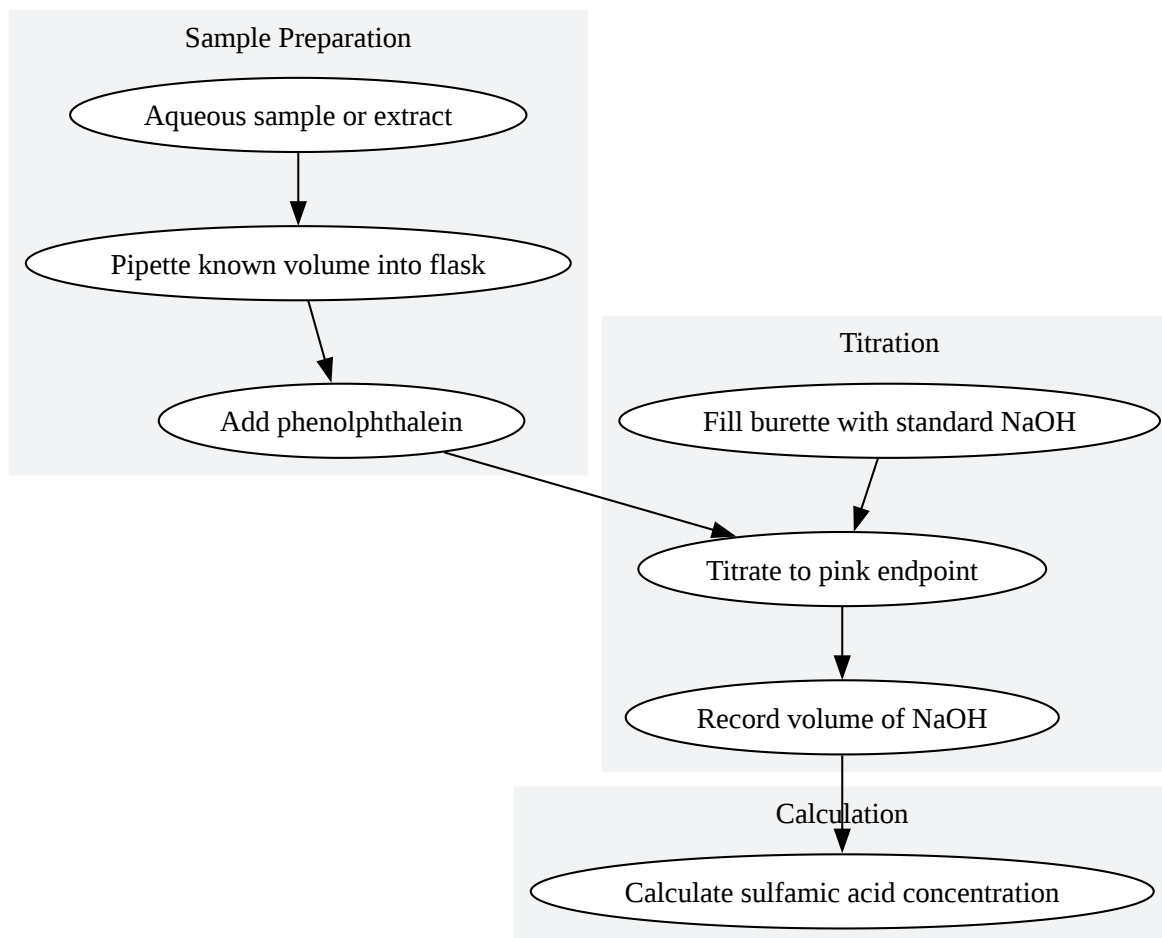 Sample Preparation
Aqueous sample or extract
Pipette known volume into flask
Add phenolphthalein
Titration
Fill burette with standard NaOH
Titrate to pink endpoint
Record volume of NaOH
Calculation
Calculate sulfamic acid concentration